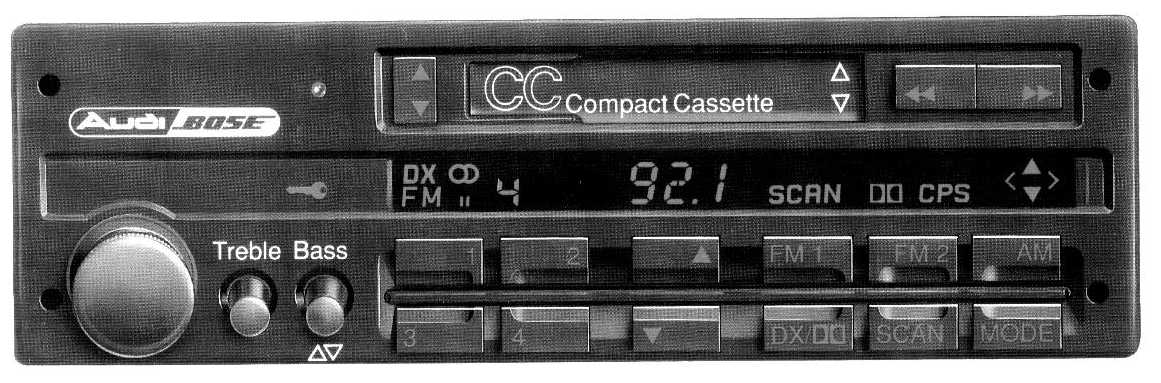 CC Compact Cassette
Audi BOSE
DX
FM II 4 92.1 SCAN CPS
Treble Bass
1 2 FM 1 FM 2 AM
3 4 DX/ SCAN MODE